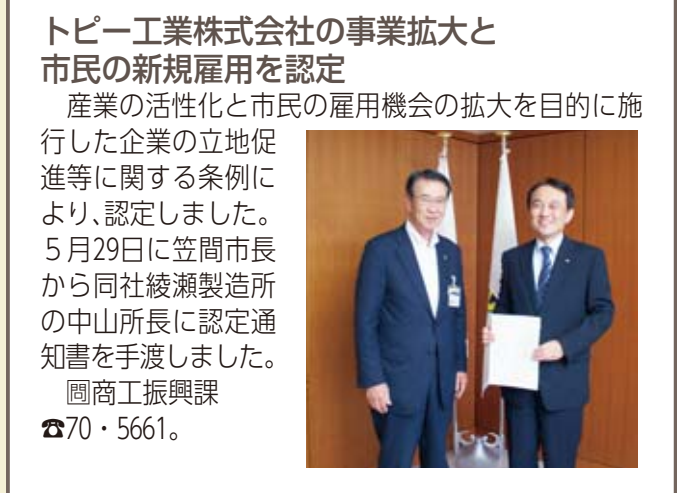 トピー工業株式会社の事業拡大と
市民の新規雇用を認定
　産業の活性化と市民の雇用機会の拡大を目的に施
行した企業の立地促
進等に関する条例に
より、認定しました。
５月29日に笠間市長
から同社綾瀬製造所
の中山所長に認定通
知書を手渡しました。
　問商工振興課
☎70・5661。